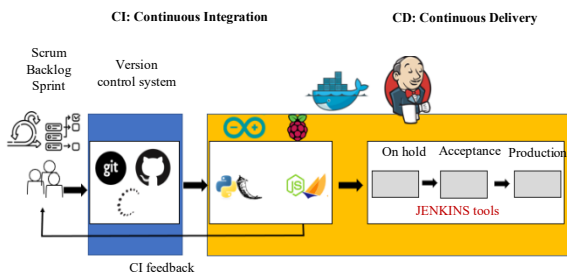 CI: Continuous Integration
CD: Continuous Delivery
Scrum
Backlog
Sprint
Version
control system
git
JS
On hold
Acceptance
Production
JENKINS tools
CI feedback